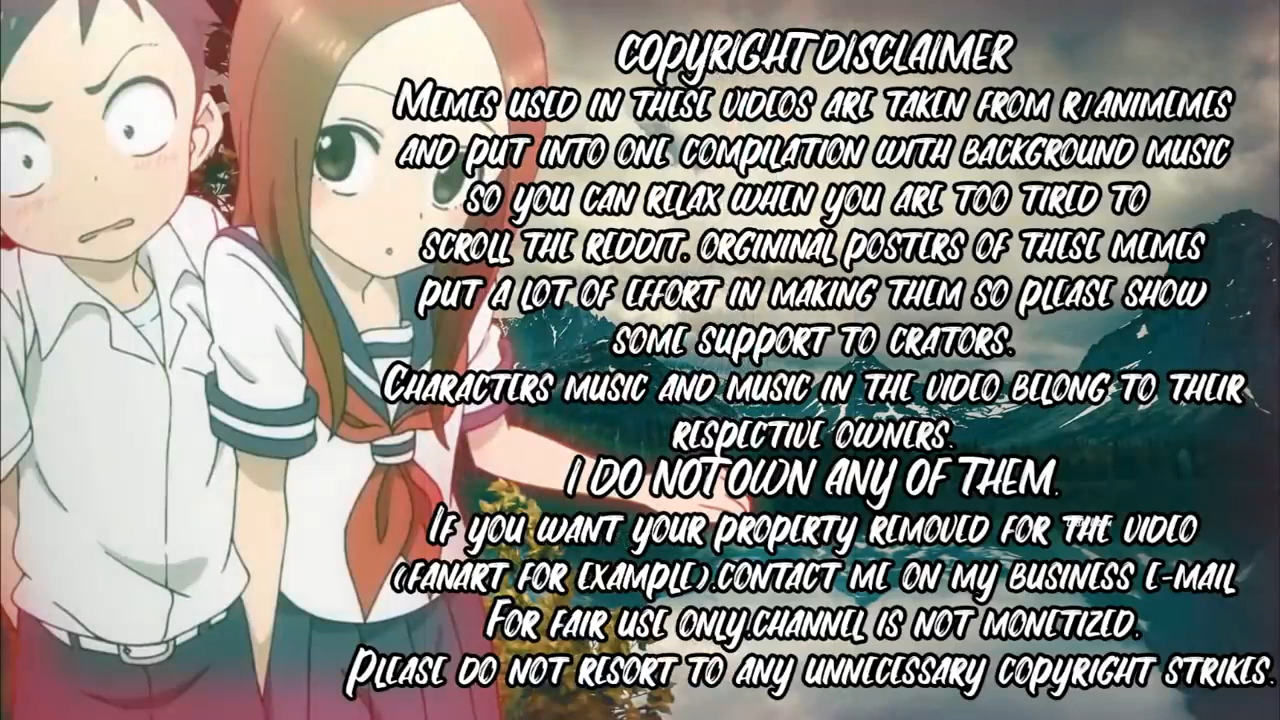 COPYRIGHT DISCLAIMER
MEMES USED IN THESE VIDEOS ARE TAKEN FROM R/ANIMEMES
AND PUT INTO ONE COMPILATION WITH BACKGROUND MUSIC
SO YOU CAN RELAX WHEN YOU ARE TOO TIRED TO
SCROLL THE REDDIT. ORGININAL POSTERS OF THESE MEMES
PUT A LOT OF EFFORT IN MAKING THEM SO PLEASE SHOW
SOME SUPPORT TO CRATORS.
CHARACTERS MUSIC AND MUSIC IN THE VIDEO BELONG TO THEIR
RESPECTIVE OWNERS.
I DO NOT OWN ANY OF THEM.
IF YOU WANT YOUR PROPERTY REMOVED FOR THE VIDEO
(FANART FOR EXAMPLE).CONTACT ME ON MY BUSINESS E-MAIL
FOR FAIR USE ONLY.CHANNEL IS NOT MONETIZED.
PLEASE DO NOT RESORT TO ANY UNNECESSARY COPYRIGHT STRIKES.